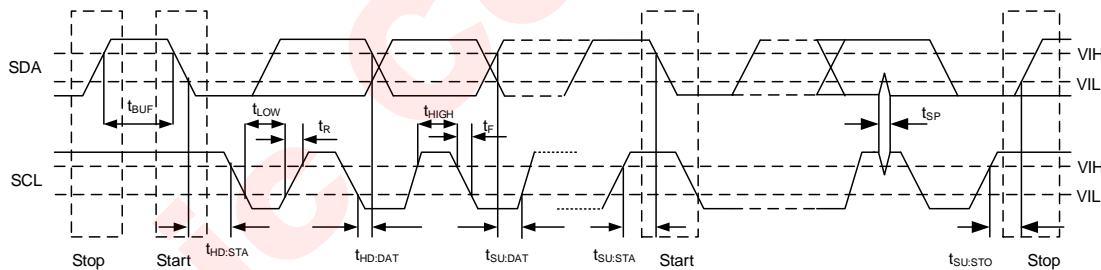 SDA
VIH
VIL
tBUF
tLOW
tR
tHIGH
tF
tSP
SCL
VIH
VIL
tHD:STA
tHD:DAT
tSU:DAT
tSU:STA
tSU:STO
Stop
Start
Start
Stop